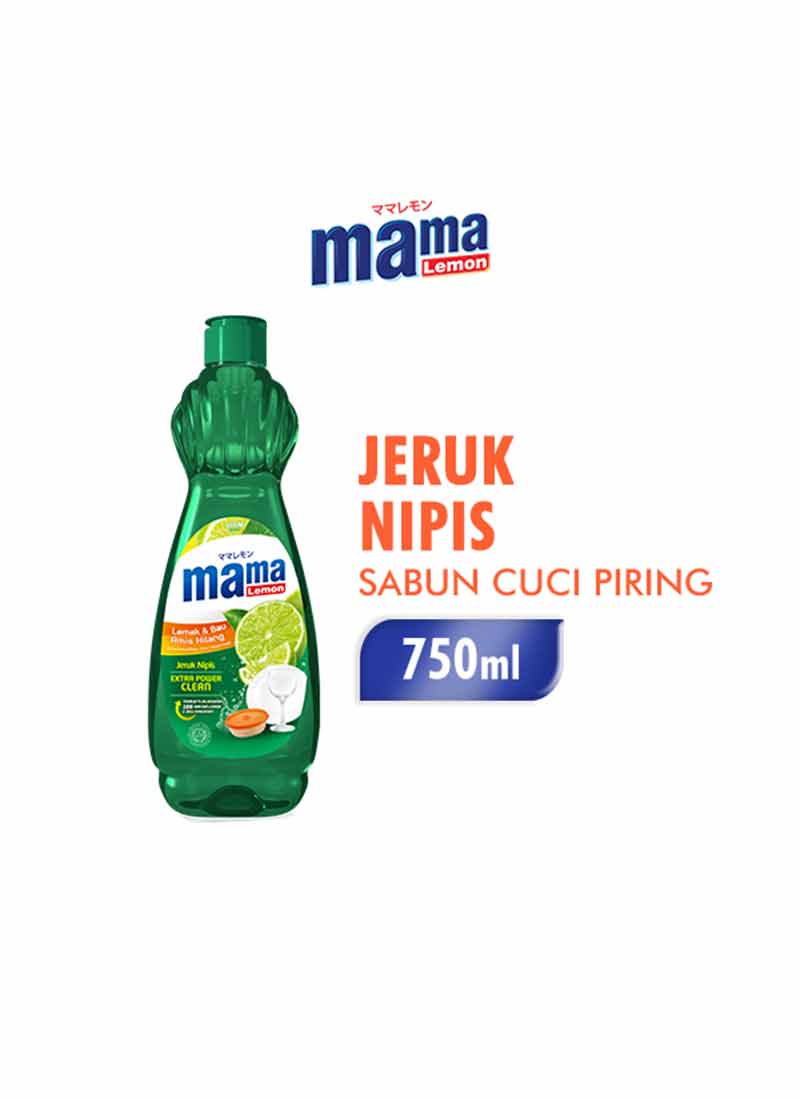 ママレモン
mama
Lemon
JERUK
NIPIS
SABUN CUCI PIRING
750ml
ママレモン
mama
Lemon
Lemak & Bau
Amis Hilang
Jeruk Nipis
EXTRA POWER
CLEAN